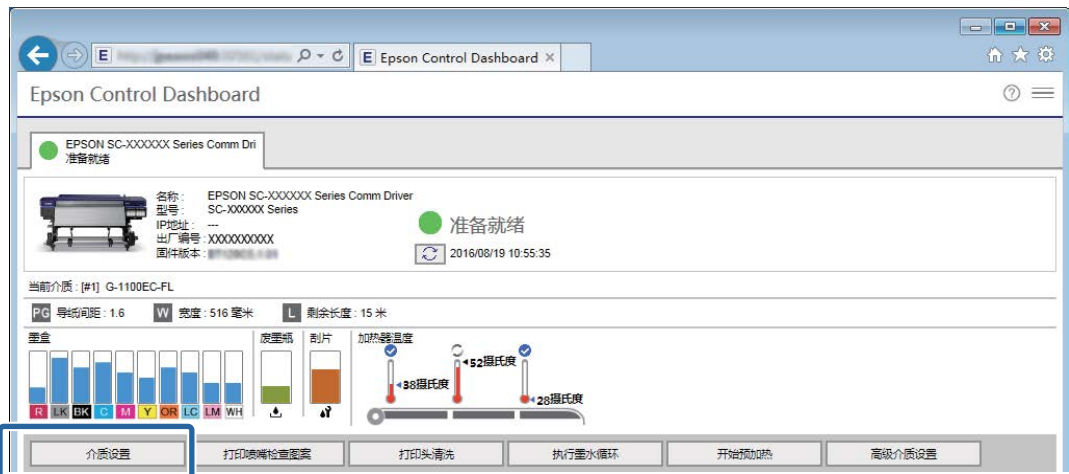 E Epson Control Dashboard ×
Epson Control Dashboard
EPSON SC-XXXXXX Series Comm Dri
准备就绪
名称: EPSON SC-XXXXXX Series Comm Driver
型号: SC-XXXXXX Series
IP地址: ---
出厂编号: XXXXXXXXXX
固件版本:
准备就绪
2016/08/19 10:55:35
当前介质: [#1] G-1100EC-FL
PG 导纸间距: 1.6 W 宽度: 516 毫米 L 剩余长度: 15 米
墨盒 废墨瓶 刮片 加热器温度
52摄氏度
38摄氏度
28摄氏度
R LK BK C M Y OR LC LM WH
介质设置 打印喷嘴检查图案 打印头清洗 执行墨水循环 开始预加热 高级介质设置